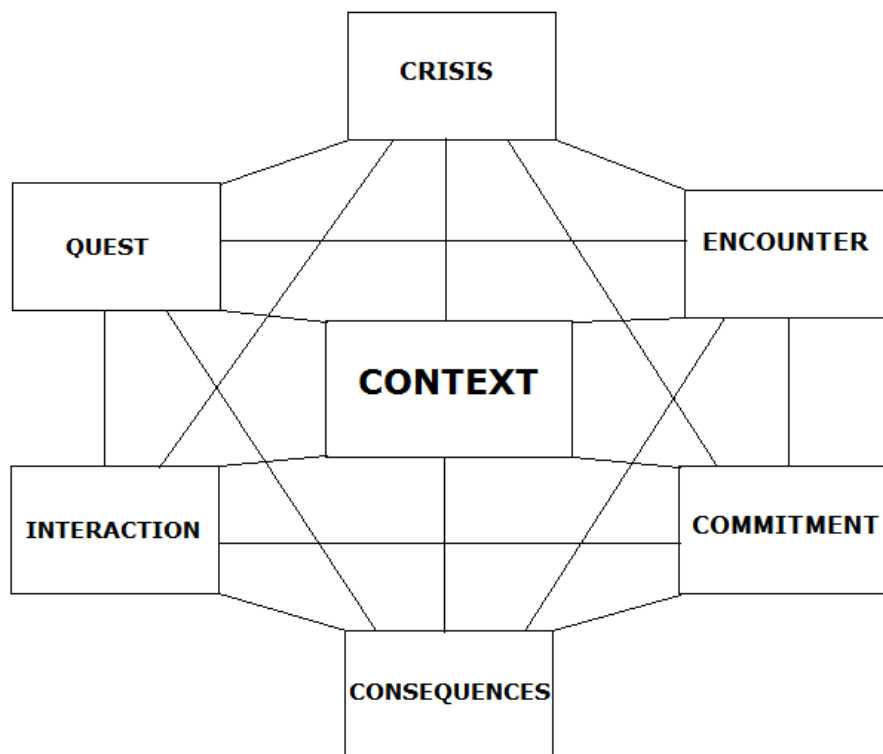 CRISIS
QUEST
ENCOUNTER
CONTEXT
INTERACTION
COMMITMENT
CONSEQUENCES